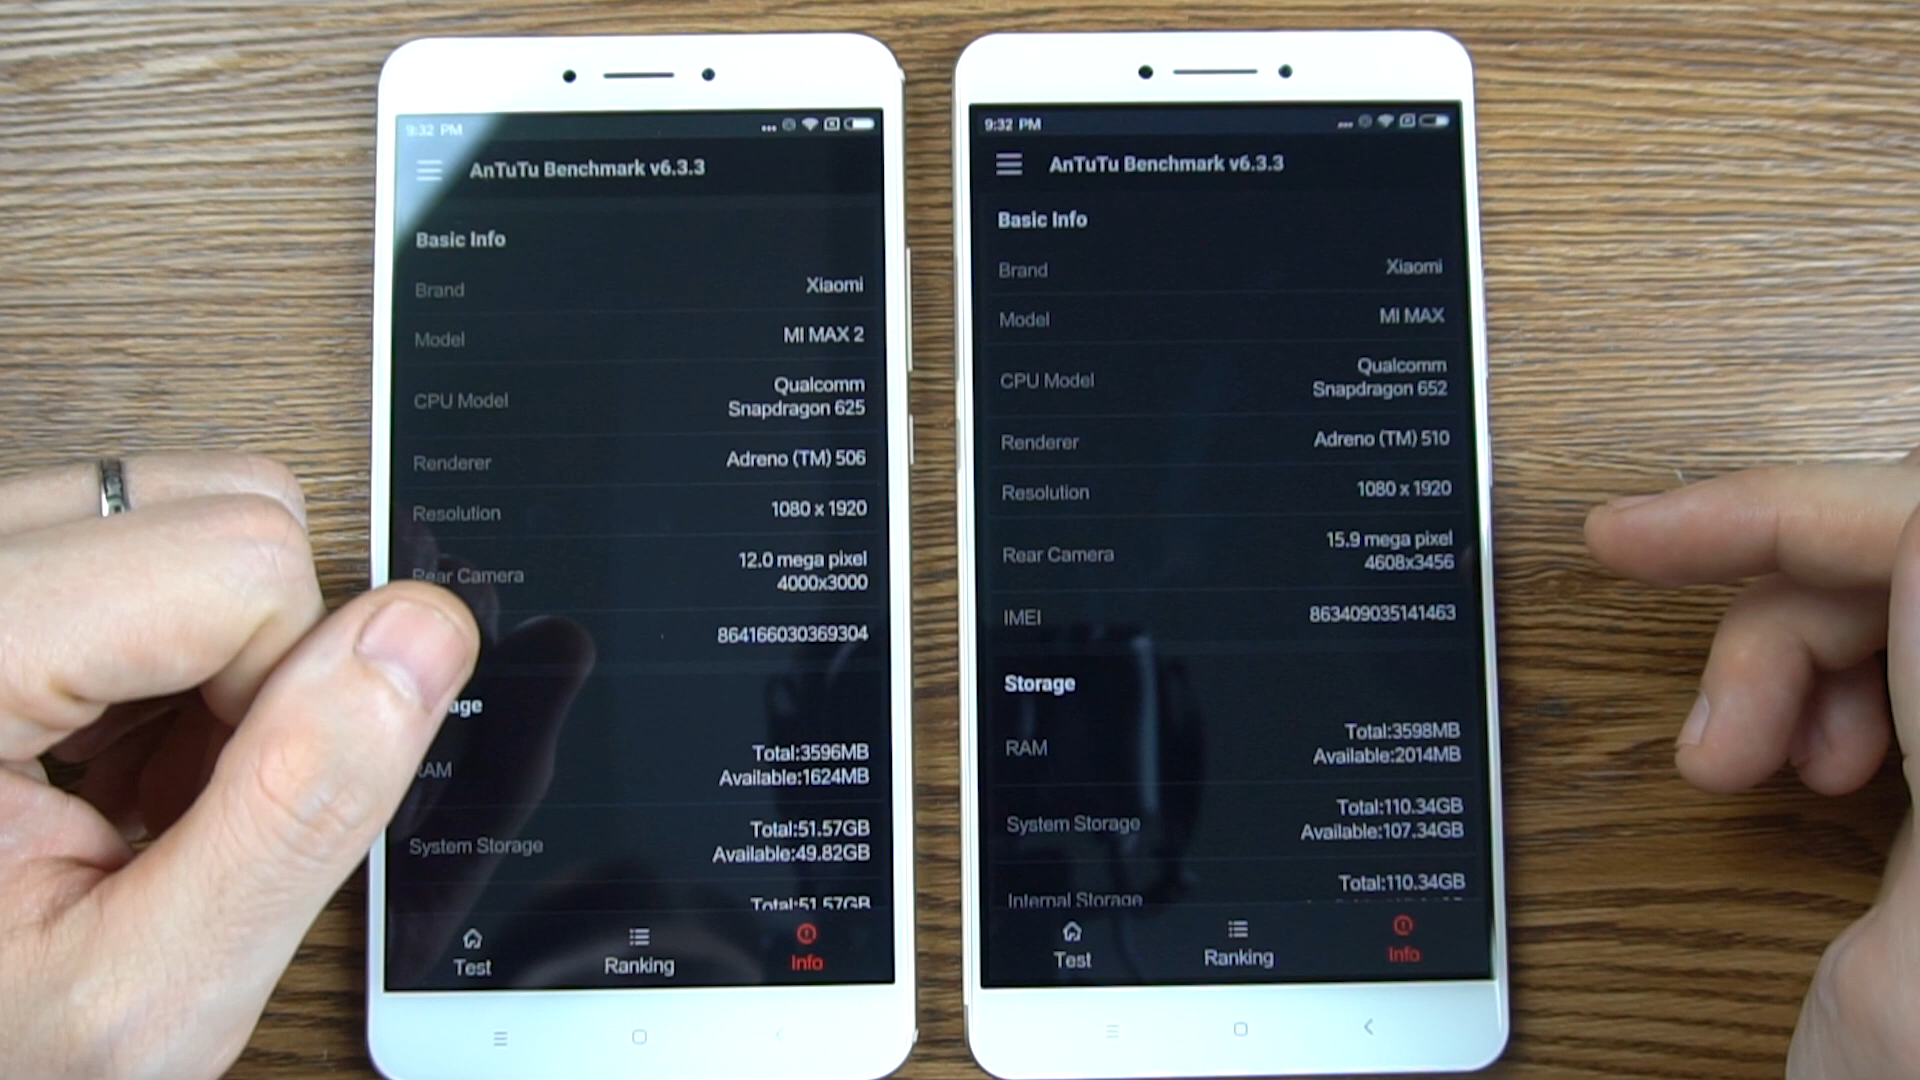 9:32 PM
AnTuTu Benchmark v6.3.3
Basic Info
Brand
Xiaomi
Model
MI MAX 2
CPU Model
Qualcomm
Snapdragon 625
Renderer
Adreno (TM) 506
Resolution
1080 x 1920
Rear Camera
12.0 mega pixel
4000x3000
864166030369304
age
RAM
Total:3596MB
Available:1624MB
System Storage
Total:51.57GB
Available:49.82GB
Total:51.57GB
Test
Ranking
Info
9:32 PM
AnTuTu Benchmark v6.3.3
Basic Info
Brand
Xiaomi
Model
MI MAX
CPU Model
Qualcomm
Snapdragon 652
Renderer
Adreno (TM) 510
Resolution
1080 x 1920
Rear Camera
15.9 mega pixel
4608x3456
IMEI
863409035141463
Storage
RAM
Total:3598MB
Available:2014MB
System Storage
Total:110.34GB
Available:107.34GB
Internal Storage
Total:110.34GB
Test
Ranking
Info